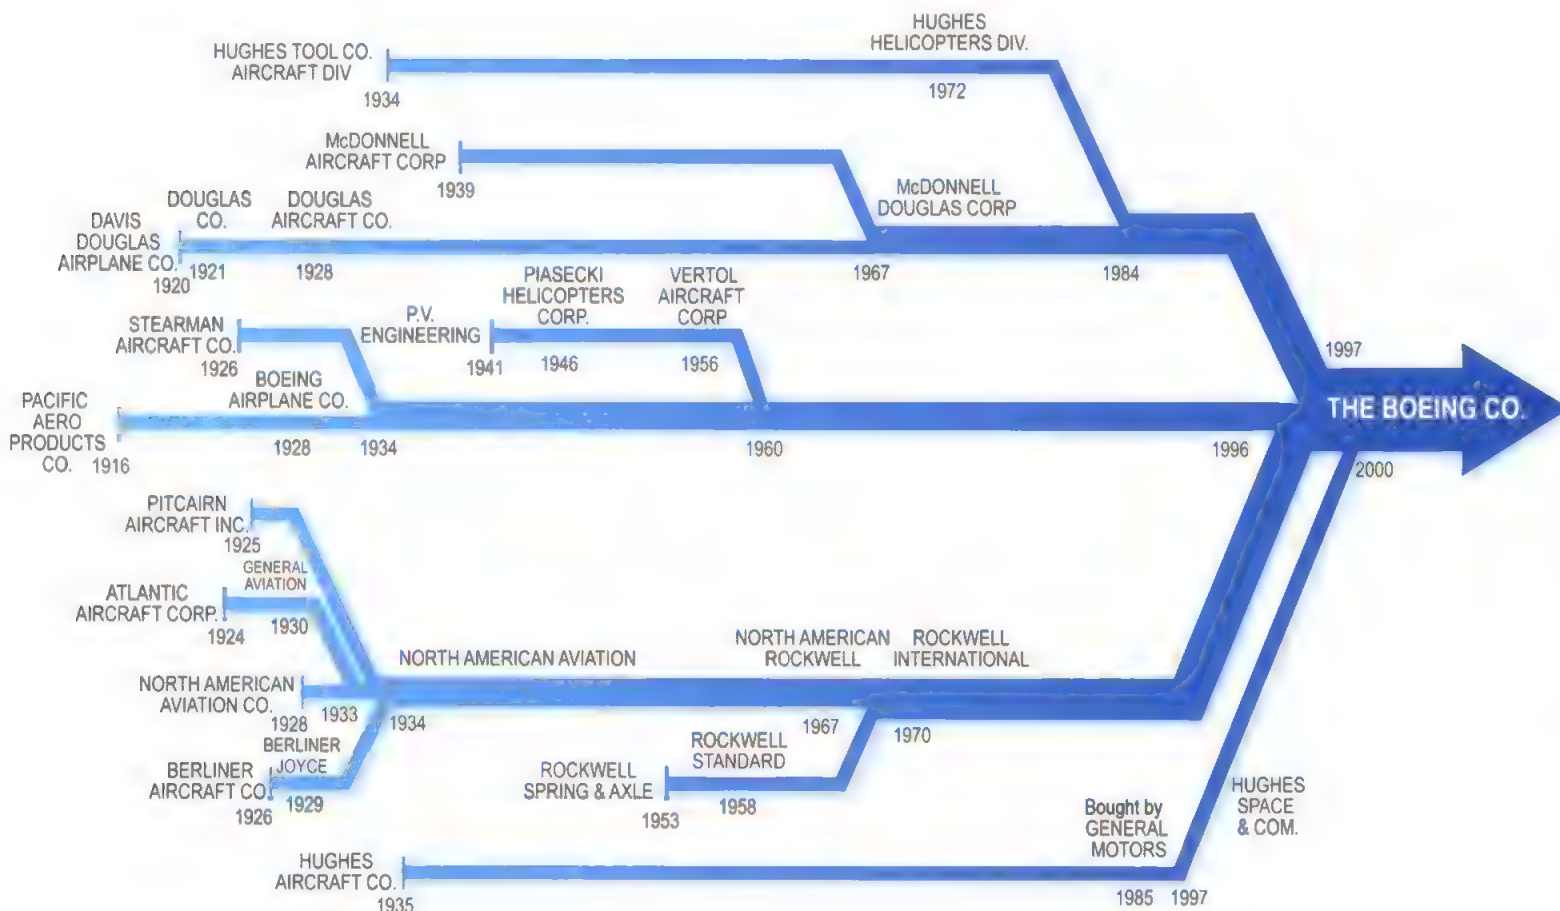 HUGHES TOOL CO.
AIRCRAFT DIV
1934
HUGHES
HELICOPTERS DIV.
1972
McDONNELL
AIRCRAFT CORP
1939
DAVIS
DOUGLAS
AIRPLANE CO.
1920
DOUGLAS
CO.
1921
DOUGLAS
AIRCRAFT CO.
1928
McDONNELL
DOUGLAS CORP
1967
1984
STEARMAN
AIRCRAFT CO.
1926
P.V.
ENGINEERING
1941
PIASECKI
HELICOPTERS
CORP.
1946
VERTOL
AIRCRAFT
CORP
1956
PACIFIC
AERO
PRODUCTS
CO.
1916
BOEING
AIRPLANE CO.
1928
1934
1960
1996
1997
THE BOEING CO.
2000
PITCAIRN
AIRCRAFT INC.
1925
ATLANTIC
AIRCRAFT CORP.
1924
GENERAL
AVIATION
1930
NORTH AMERICAN
AVIATION CO.
1928
1933
1934
NORTH AMERICAN AVIATION
NORTH AMERICAN
ROCKWELL
1967
ROCKWELL
INTERNATIONAL
1970
BERLINER
AIRCRAFT CO
1926
BERLINER
JOYCE
1929
ROCKWELL
SPRING & AXLE
1953
ROCKWELL
STANDARD
1958
HUGHES
AIRCRAFT CO.
1935
Bought by
GENERAL
MOTORS
1985
1997
HUGHES
SPACE
& COM.